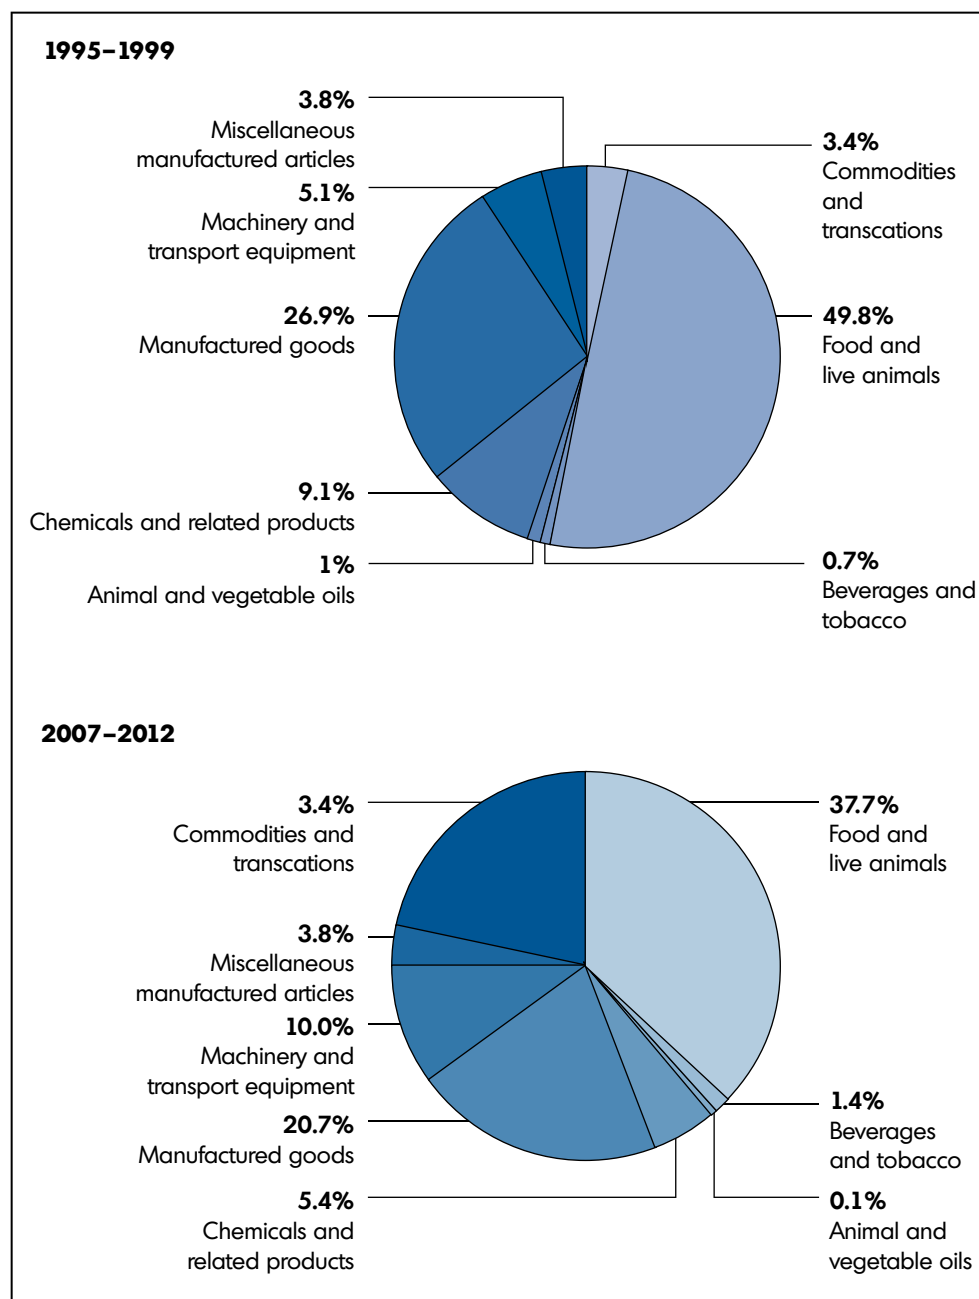 1995–1999
3.8%
Miscellaneous
manufactured articles
5.1%
Machinery and
transport equipment
26.9%
Manufactured goods
9.1%
Chemicals and related products
1%
Animal and vegetable oils
3.4%
Commodities
and
transcations
49.8%
Food and
live animals
0.7%
Beverages and
tobacco
2007–2012
3.4%
Commodities and
transcations
3.8%
Miscellaneous
manufactured articles
10.0%
Machinery and
transport equipment
20.7%
Manufactured goods
5.4%
Chemicals and
related products
37.7%
Food and
live animals
1.4%
Beverages
and tobacco
0.1%
Animal and
vegetable oils